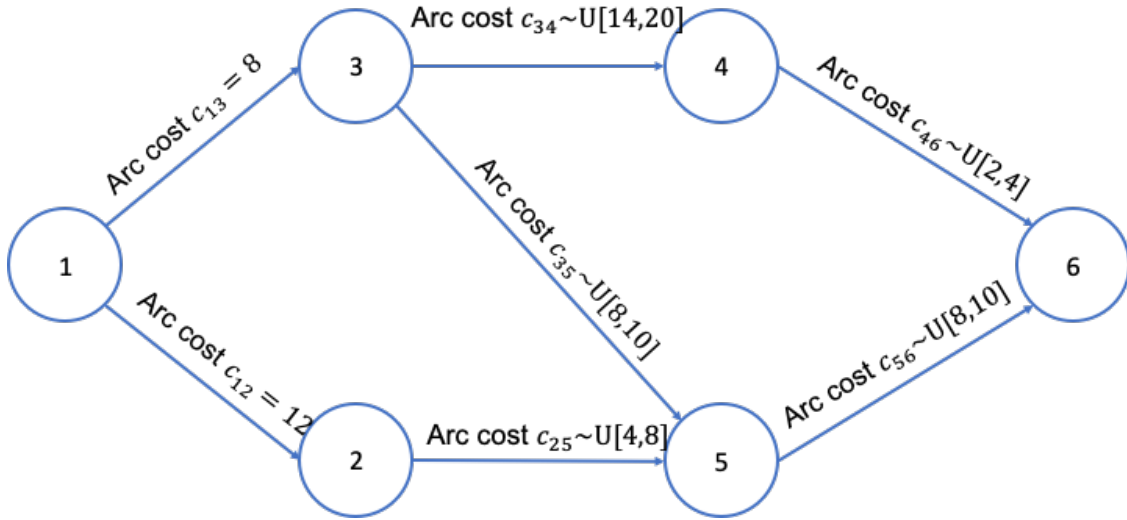 Arc cost c₃₄~U[14,20]
3
4
Arc cost c₁₃ = 8
Arc cost c₄₆~U[2,4]
Arc cost c₃₅~U[8,10]
1
6
Arc cost c₁₂ = 12
Arc cost c₅₆~U[8,10]
Arc cost c₂₅~U[4,8]
2
5